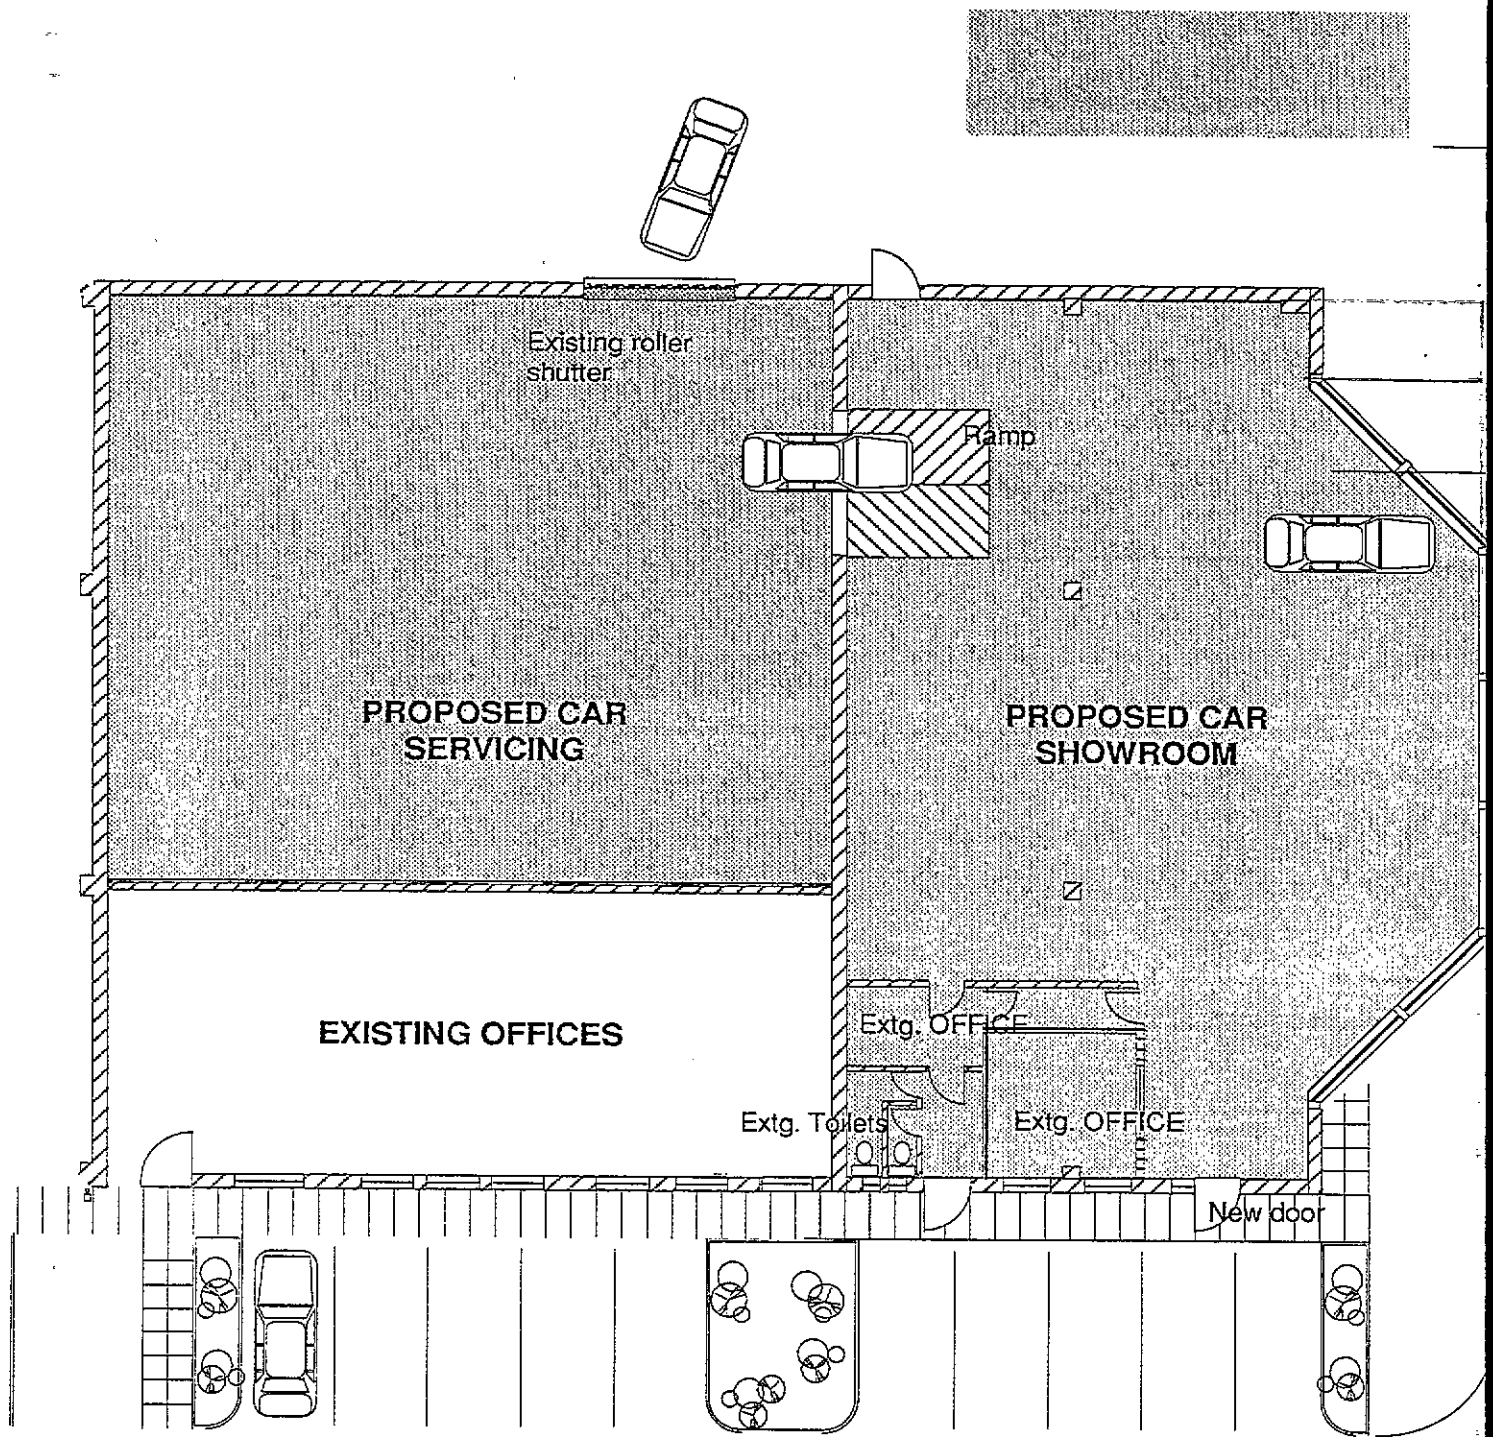 Existing roller
shutter
Ramp
PROPOSED CAR
SERVICING
PROPOSED CAR
SHOWROOM
EXISTING OFFICES
Extg. OFFICE
Extg. Toilets
Extg. OFFICE
New door